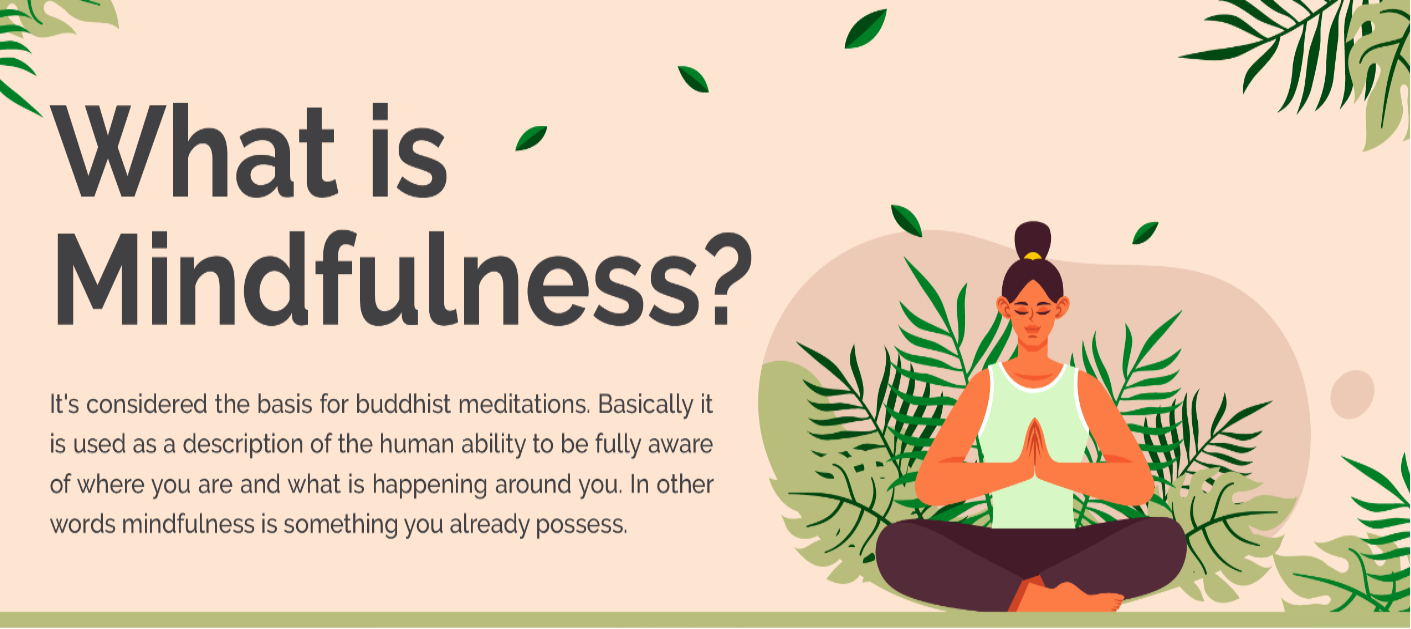 What is
Mindfulness?
It's considered the basis for buddhist meditations. Basically it
is used as a description of the human ability to be fully aware
of where you are and what is happening around you. In other
words mindfulness is something you already possess.